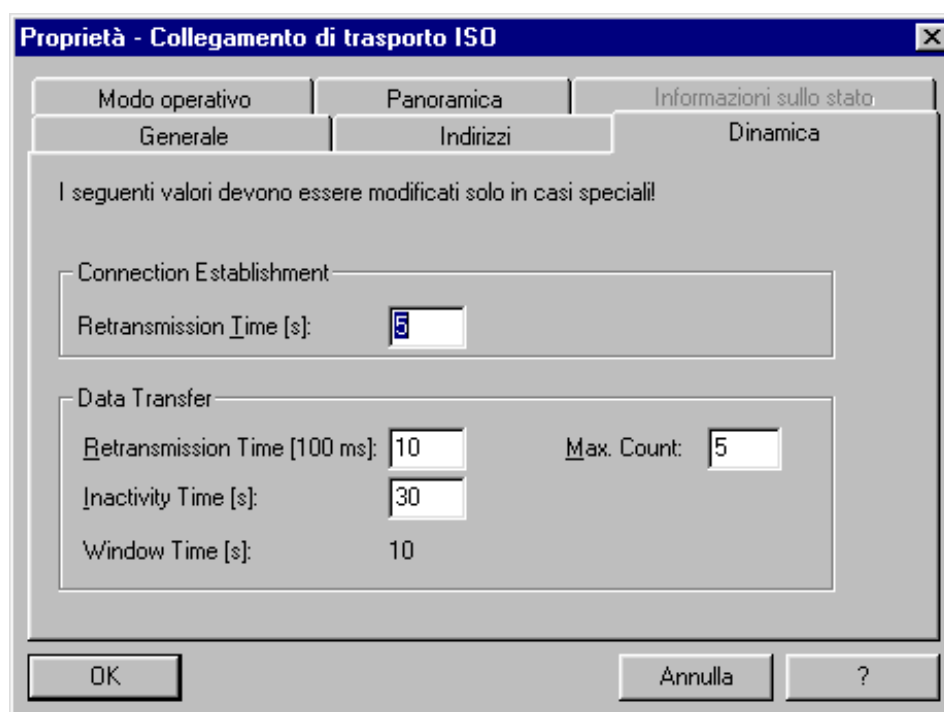 Proprietà - Collegamento di trasporto ISO
Modo operativo Panoramica Informazioni sullo stato
Generale Indirizzi Dinamica
I seguenti valori devono essere modificati solo in casi speciali!
Connection Establishment
Retransmission Time [s]: 5
Data Transfer
Retransmission Time [100 ms]: 10 Max. Count: 5
Inactivity Time [s]: 30
Window Time [s]: 10
OK Annulla ?